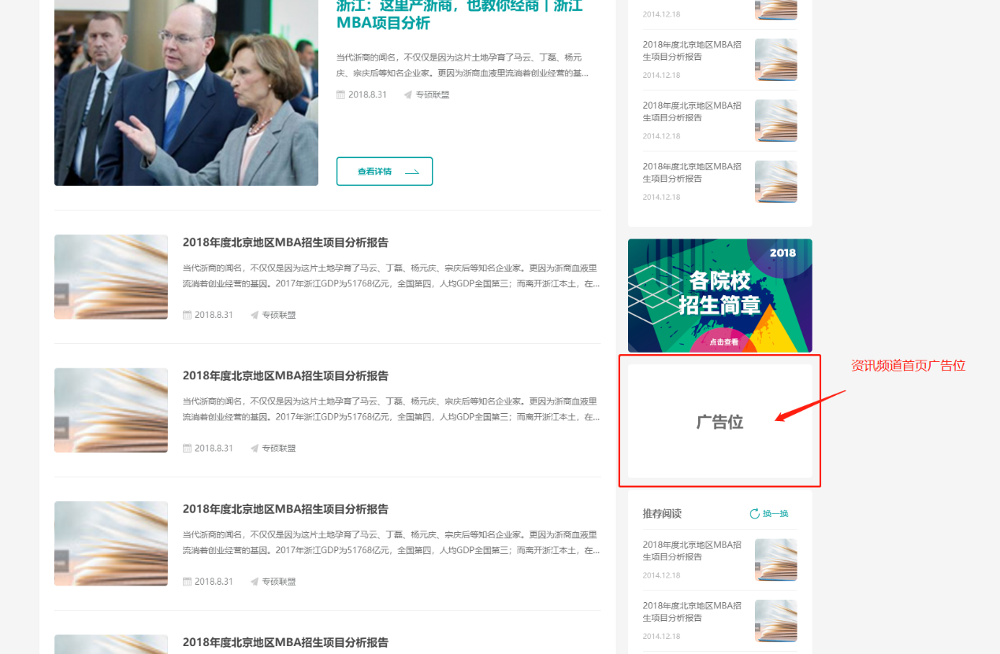 浙江：这里产浙商，也教你经商丨浙江
MBA项目分析
当代浙商的闻名，不仅仅是因为这片土地孕育了马云、丁磊、杨元
庆、宗庆后等知名企业家。更因为浙商血液里流淌着创业经营的基...
2018.8.31 专硕联盟
查看详情
2018年度北京地区MBA招生项目分析报告
当代浙商的闻名，不仅仅是因为这片土地孕育了马云、丁磊、杨元庆、宗庆后等知名企业家。更因为浙商血液里
流淌着创业经营的基因。2017年浙江GDP为51768亿元，全国第四，人均GDP全国第三；而离开浙江本土，在...
2018.8.31 专硕联盟
2018年度北京地区MBA招生项目分析报告
当代浙商的闻名，不仅仅是因为这片土地孕育了马云、丁磊、杨元庆、宗庆后等知名企业家。更因为浙商血液里
流淌着创业经营的基因。2017年浙江GDP为51768亿元，全国第四，人均GDP全国第三；而离开浙江本土，在...
2018.8.31 专硕联盟
2018年度北京地区MBA招生项目分析报告
当代浙商的闻名，不仅仅是因为这片土地孕育了马云、丁磊、杨元庆、宗庆后等知名企业家。更因为浙商血液里
流淌着创业经营的基因。2017年浙江GDP为51768亿元，全国第四，人均GDP全国第三；而离开浙江本土，在...
2018.8.31 专硕联盟
2018年度北京地区MBA招生项目分析报告
2014.12.18
2018年度北京地区MBA招
生项目分析报告
2014.12.18
2018年度北京地区MBA招
生项目分析报告
2014.12.18
2018年度北京地区MBA招
生项目分析报告
2014.12.18
2018
各院校
招生简章
点击查看
广告位
资讯频道首页广告位
推荐阅读 换一换
2018年度北京地区MBA招
生项目分析报告
2014.12.18
2018年度北京地区MBA招
生项目分析报告
2014.12.18